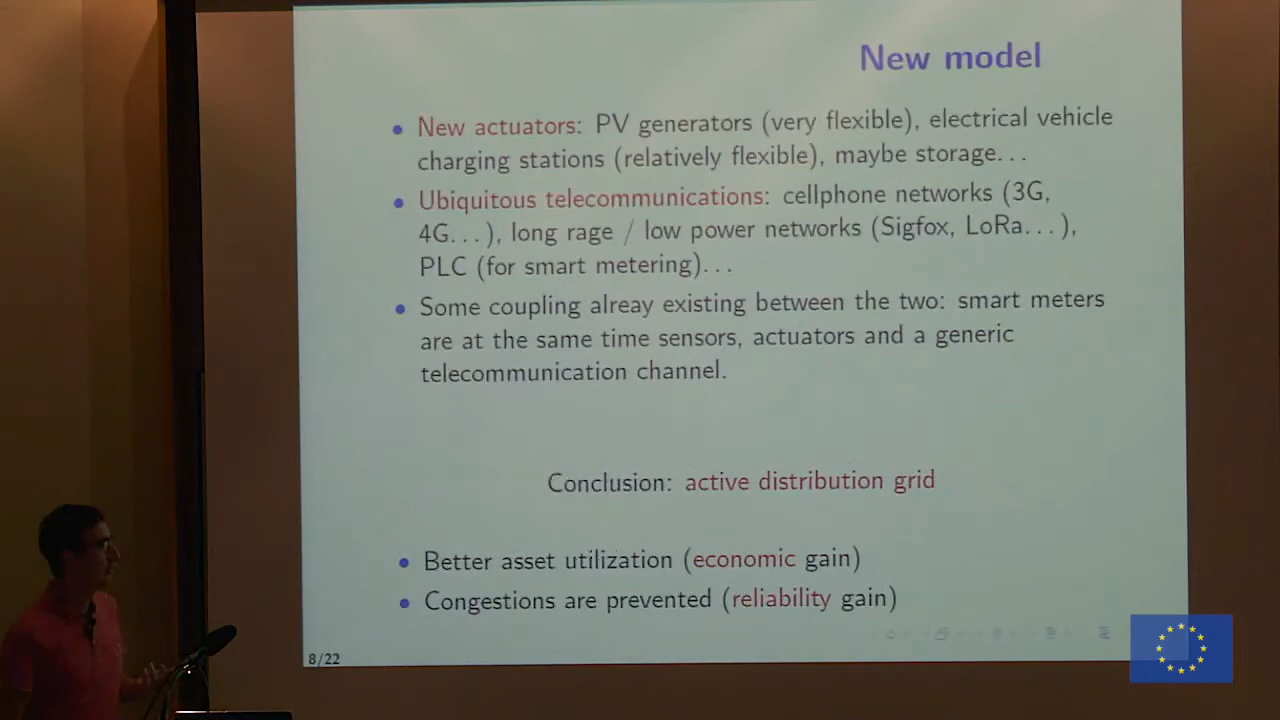 New model
• New actuators: PV generators (very flexible), electrical vehicle
charging stations (relatively flexible), maybe storage...
• Ubiquitous telecommunications: cellphone networks (3G,
4G...), long rage / low power networks (Sigfox, LoRa...),
PLC (for smart metering)...
• Some coupling alreay existing between the two: smart meters
are at the same time sensors, actuators and a generic
telecommunication channel.
Conclusion: active distribution grid
• Better asset utilization (economic gain)
• Congestions are prevented (reliability gain)
8/22